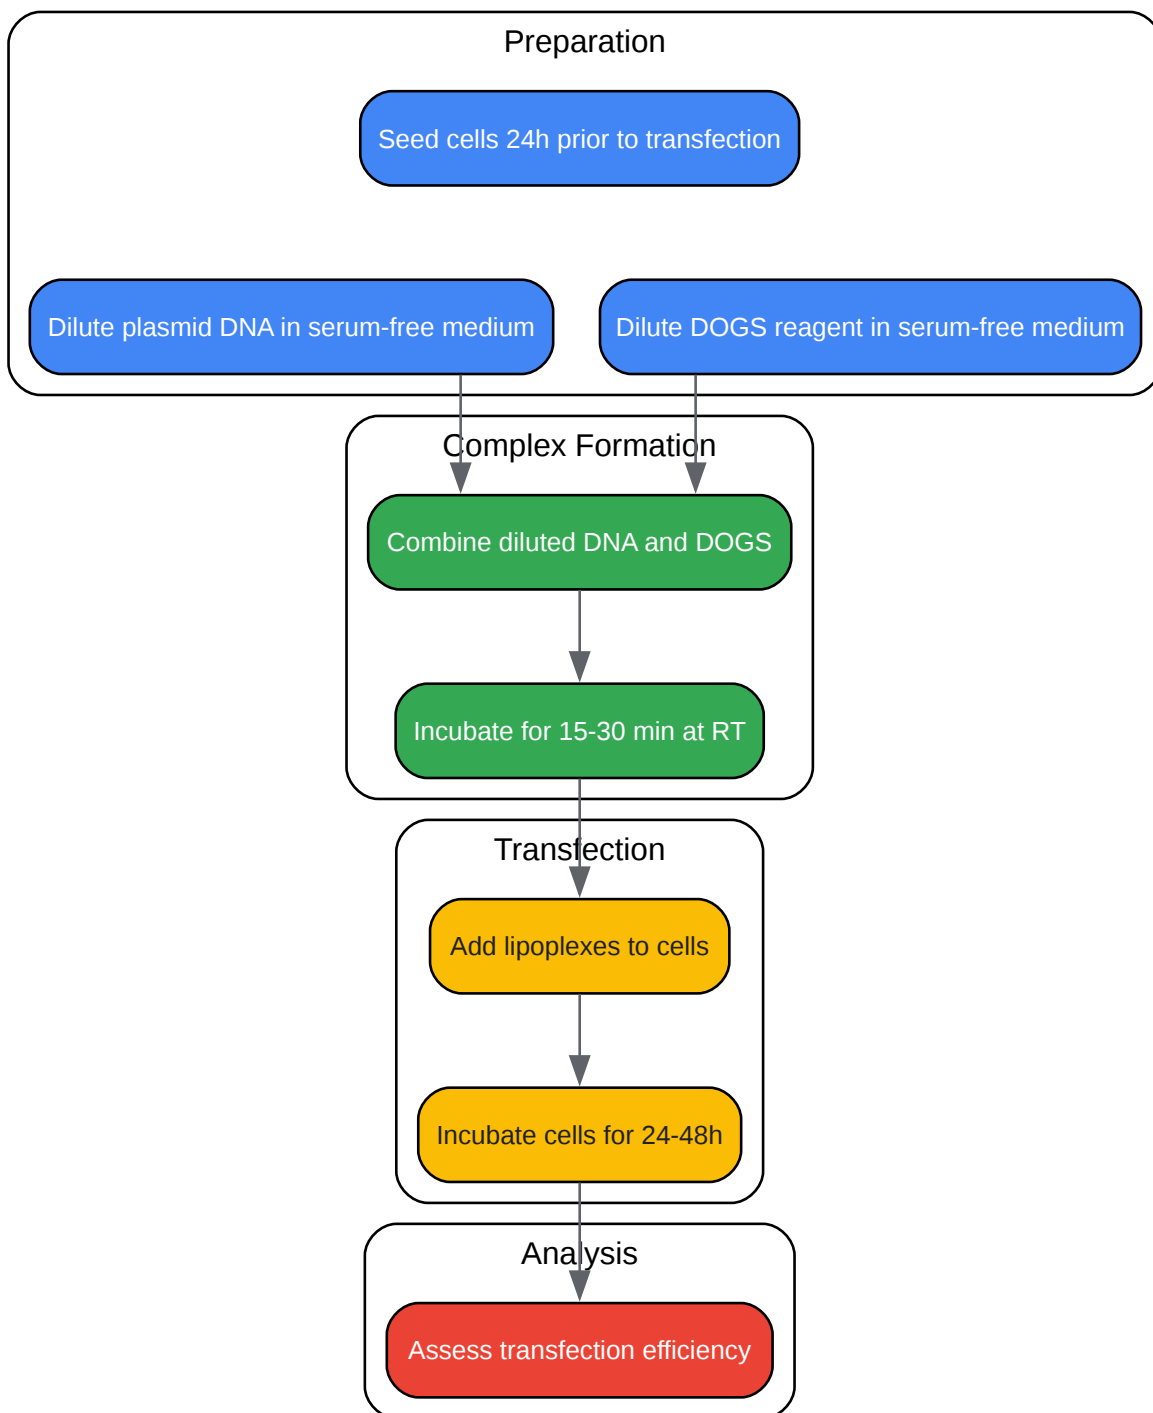 Preparation
Seed cells 24h prior to transfection
Dilute plasmid DNA in serum-free medium
Dilute DOGS reagent in serum-free medium
Complex Formation
Combine diluted DNA and DOGS
Incubate for 15-30 min at RT
Transfection
Add lipoplexes to cells
Incubate cells for 24-48h
Analysis
Assess transfection efficiency